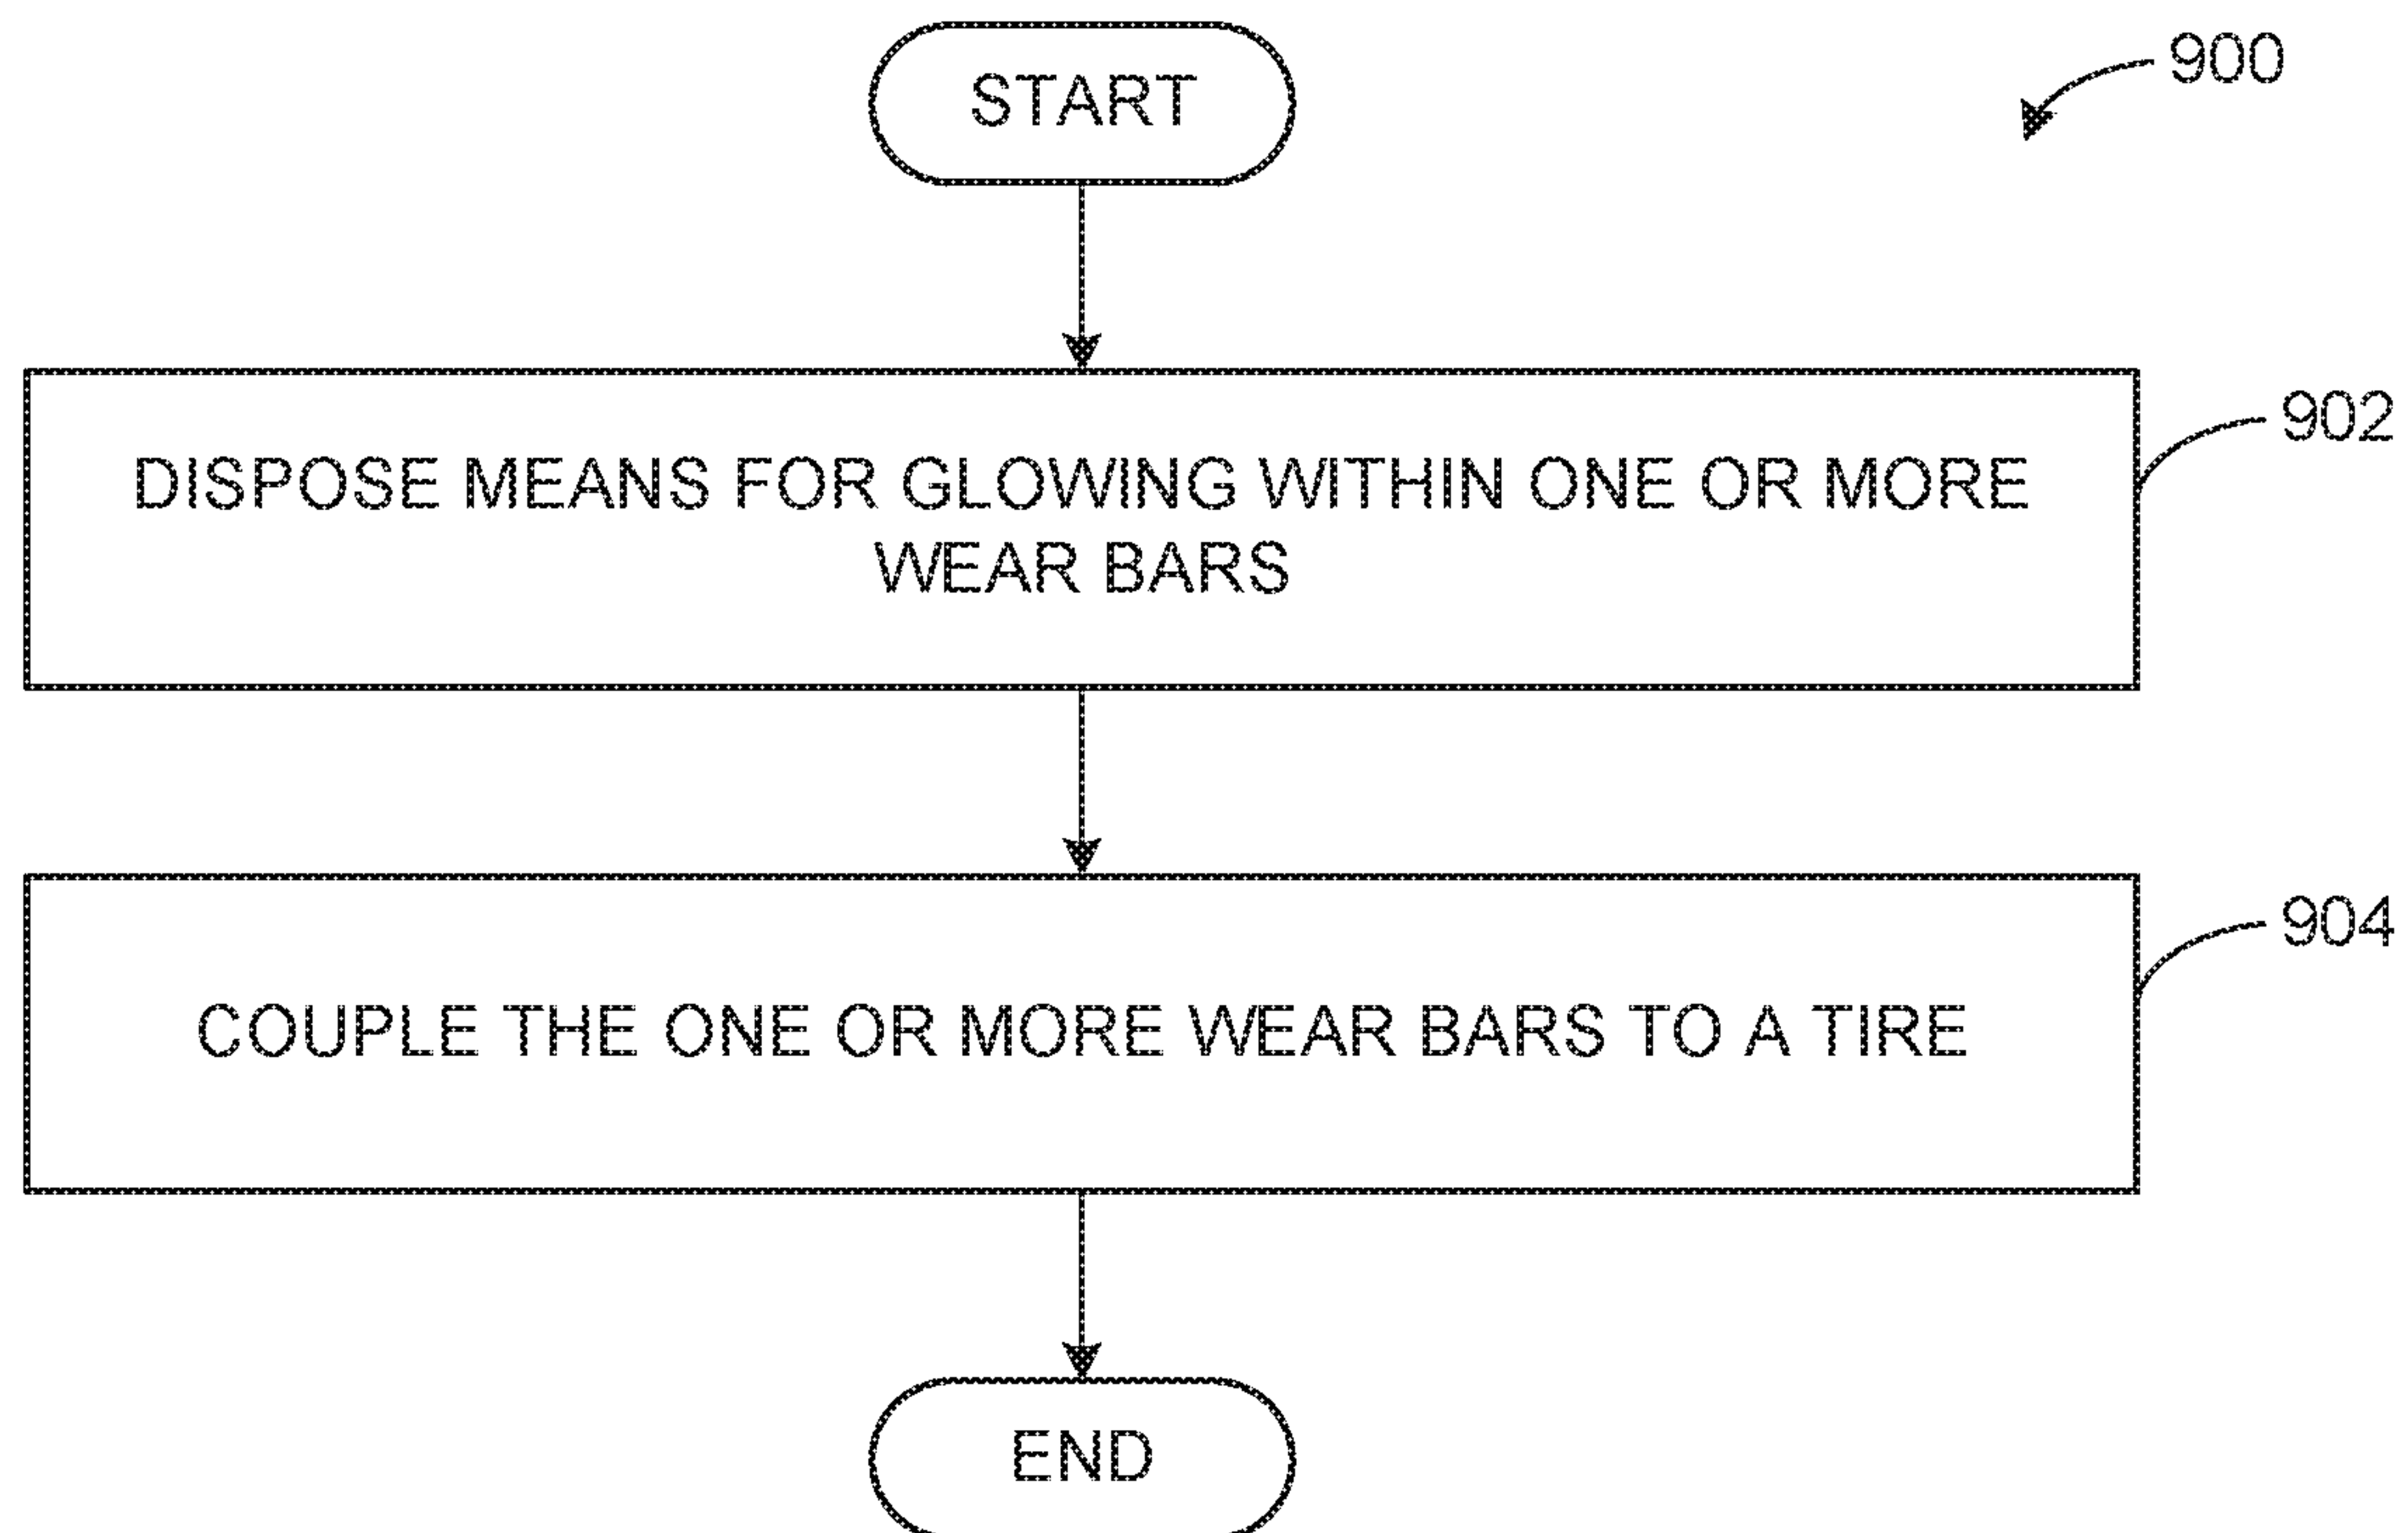 START
900
DISPOSE MEANS FOR GLOWING WITHIN ONE OR MORE
WEAR BARS
902
COUPLE THE ONE OR MORE WEAR BARS TO A TIRE
904
END